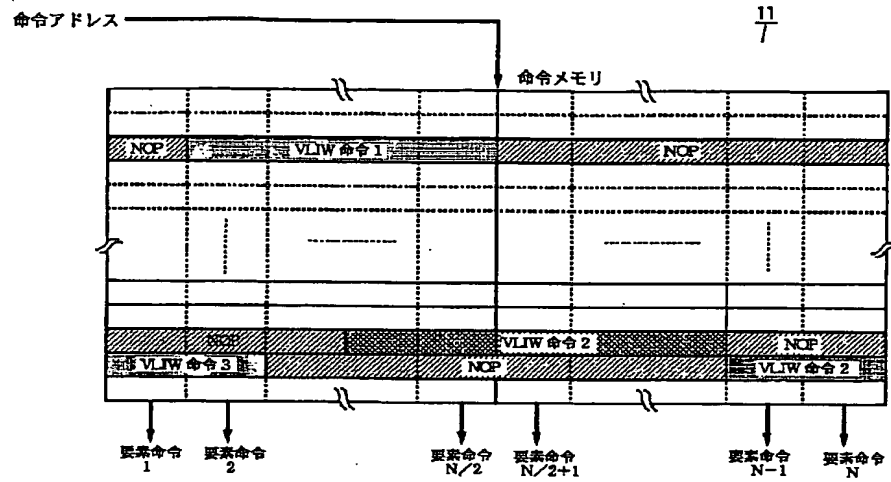 命令アドレス
11
命令メモリ
NOP
VLIW 命令 1
NOP
NOP
VLIW 命令 2
NOP
VLIW 命令 3
NOP
VLIW 命令 2
要素命令
1
要素命令
2
要素命令
N/2
要素命令
N/2+1
要素命令
N-1
要素命令
N